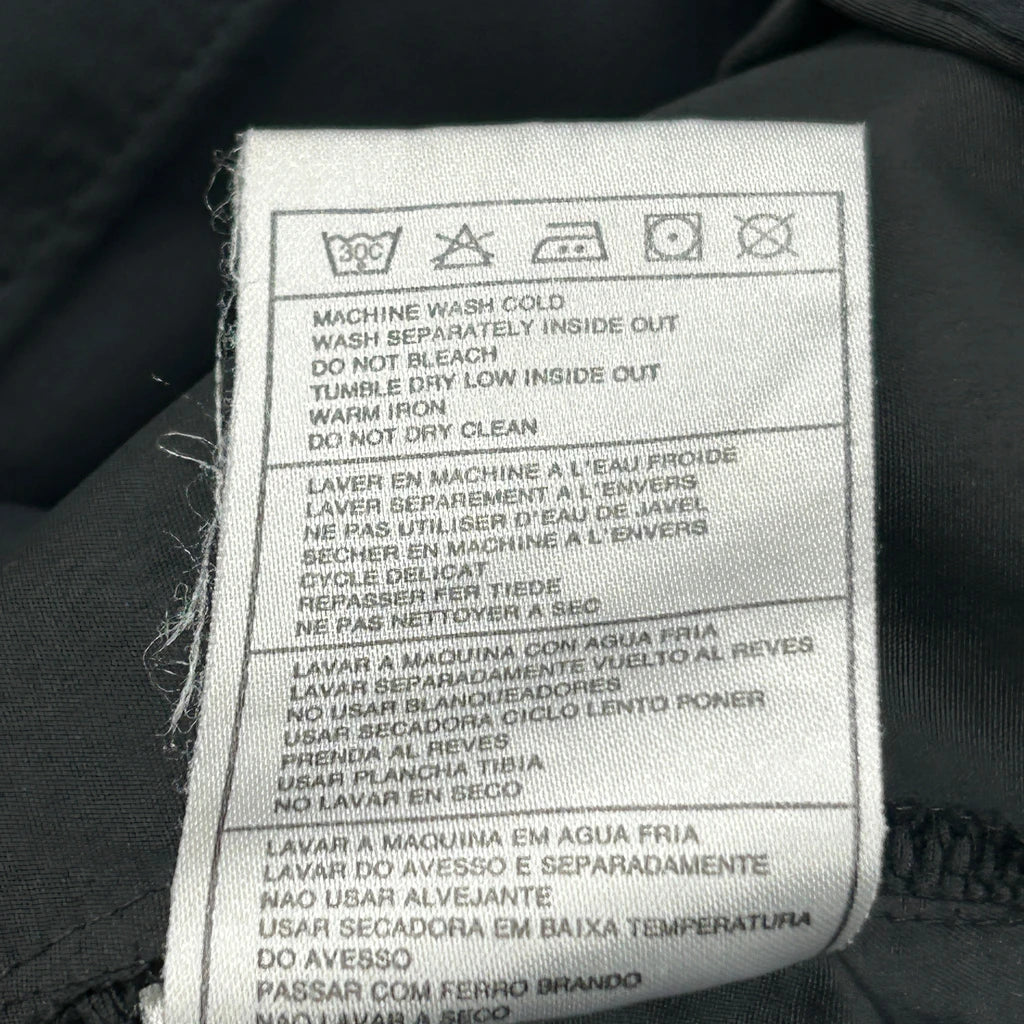 30C
MACHINE WASH COLD
WASH SEPARATELY INSIDE OUT
DO NOT BLEACH
TUMBLE DRY LOW INSIDE OUT
WARM IRON
DO NOT DRY CLEAN
LAVER EN MACHINE A L'EAU FROIDE
LAVER SEPAREMENT A L'ENVERS
NE PAS UTILISER D'EAU DE JAVEL
SECHER EN MACHINE A L'ENVERS
CYCLE DELICAT
REPASSER FER TIEDE
NE PAS NETTOYER A SEC
LAVAR A MAQUINA CON AGUA FRIA
LAVAR SEPARADAMENTE VUELTO AL REVES
NO USAR BLANQUEADORES
USAR SECADORA CICLO LENTO PONER
PRENDA AL REVES
USAR PLANCHA TIBIA
NO LAVAR EN SECO
LAVAR A MAQUINA EM AGUA FRIA
LAVAR DO AVESSO E SEPARADAMENTE
NAO USAR ALVEJANTE
USAR SECADORA EM BAIXA TEMPERATURA
DO AVESSO
PASSAR COM FERRO BRANDO
NAO LAVAR A SECO